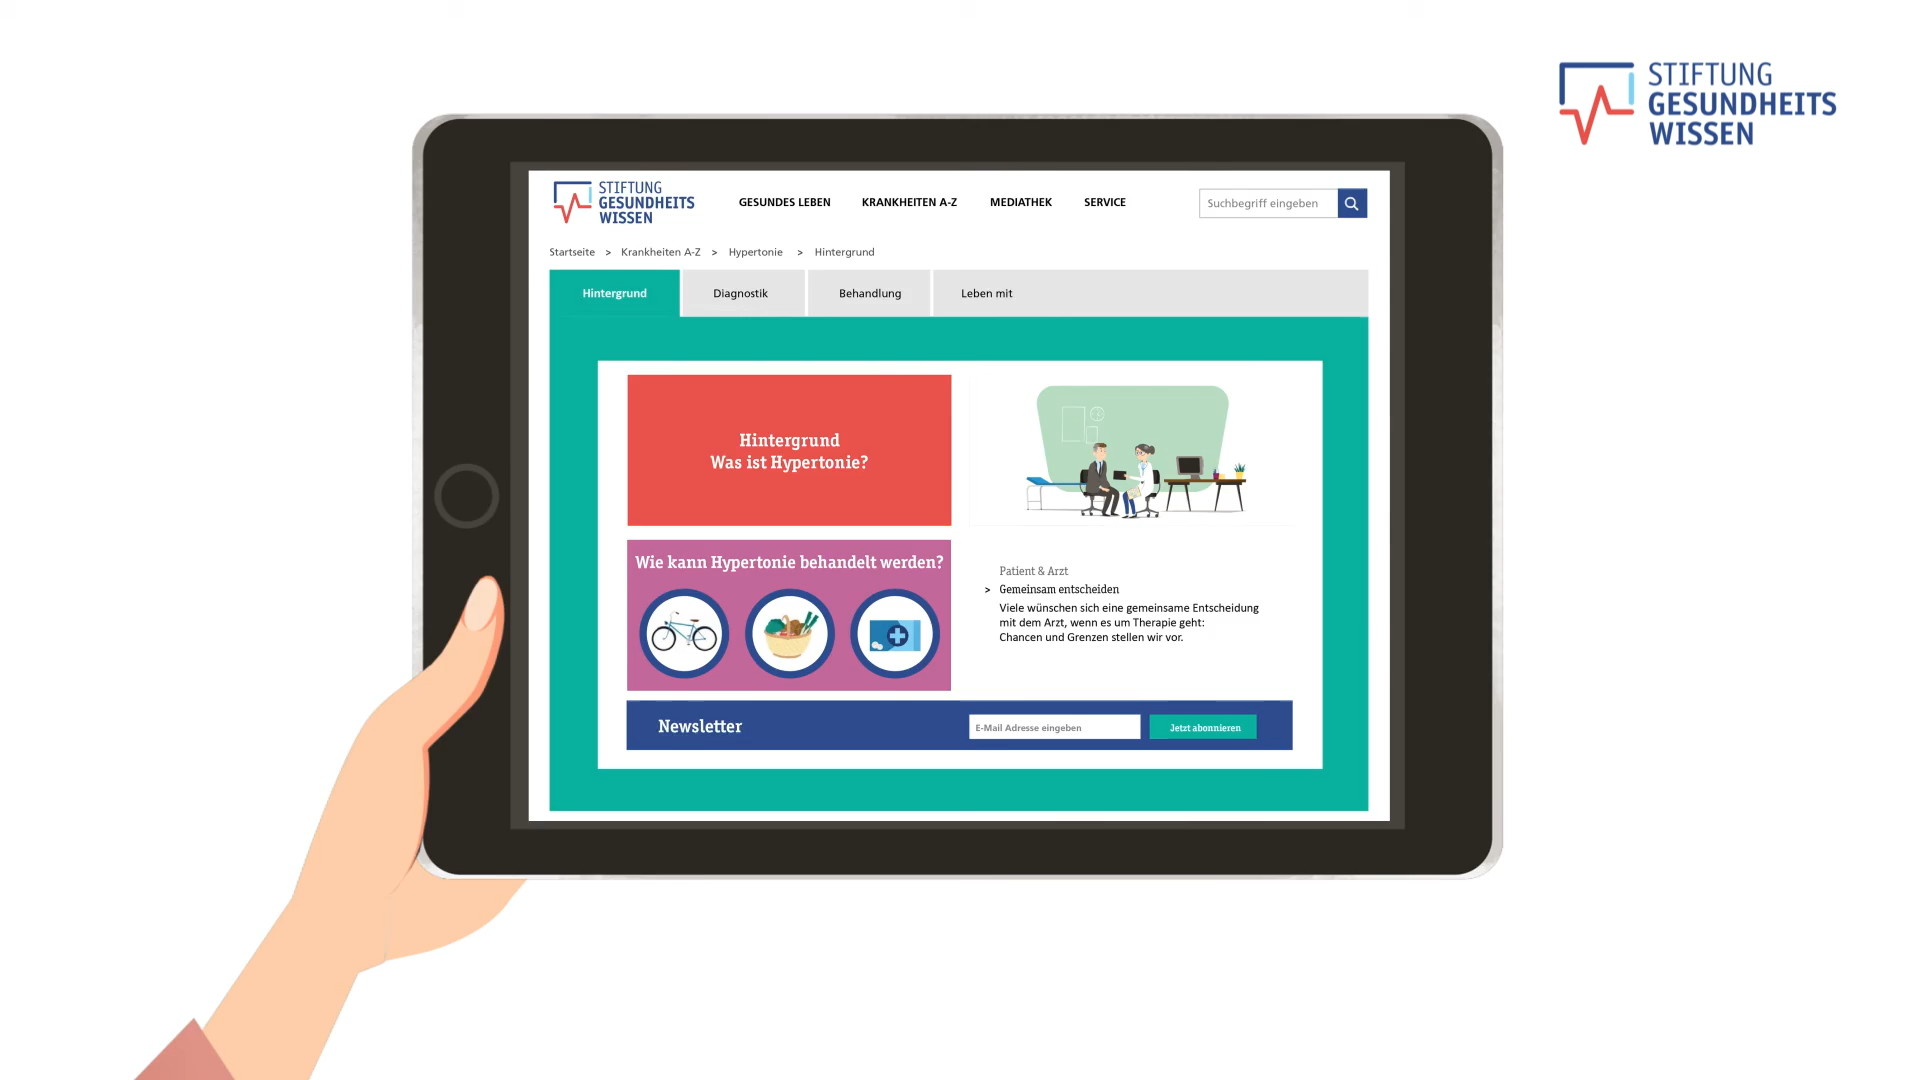 STIFTUNG
GESUNDHEITS
WISSEN
STIFTUNG
GESUNDHEITS
WISSEN
GESUNDES LEBEN KRANKHEITEN A-Z MEDIATHEK SERVICE
Suchbegriff eingeben
Startseite > Krankheiten A-Z > Hypertonie > Hintergrund
Hintergrund Diagnostik Behandlung Leben mit
Hintergrund
Was ist Hypertonie?
Wie kann Hypertonie behandelt werden?
Patient & Arzt
> Gemeinsam entscheiden
Viele wünschen sich eine gemeinsame Entscheidung
mit dem Arzt, wenn es um Therapie geht:
Chancen und Grenzen stellen wir vor.
Newsletter
E-Mail Adresse eingeben
Jetzt abonnieren